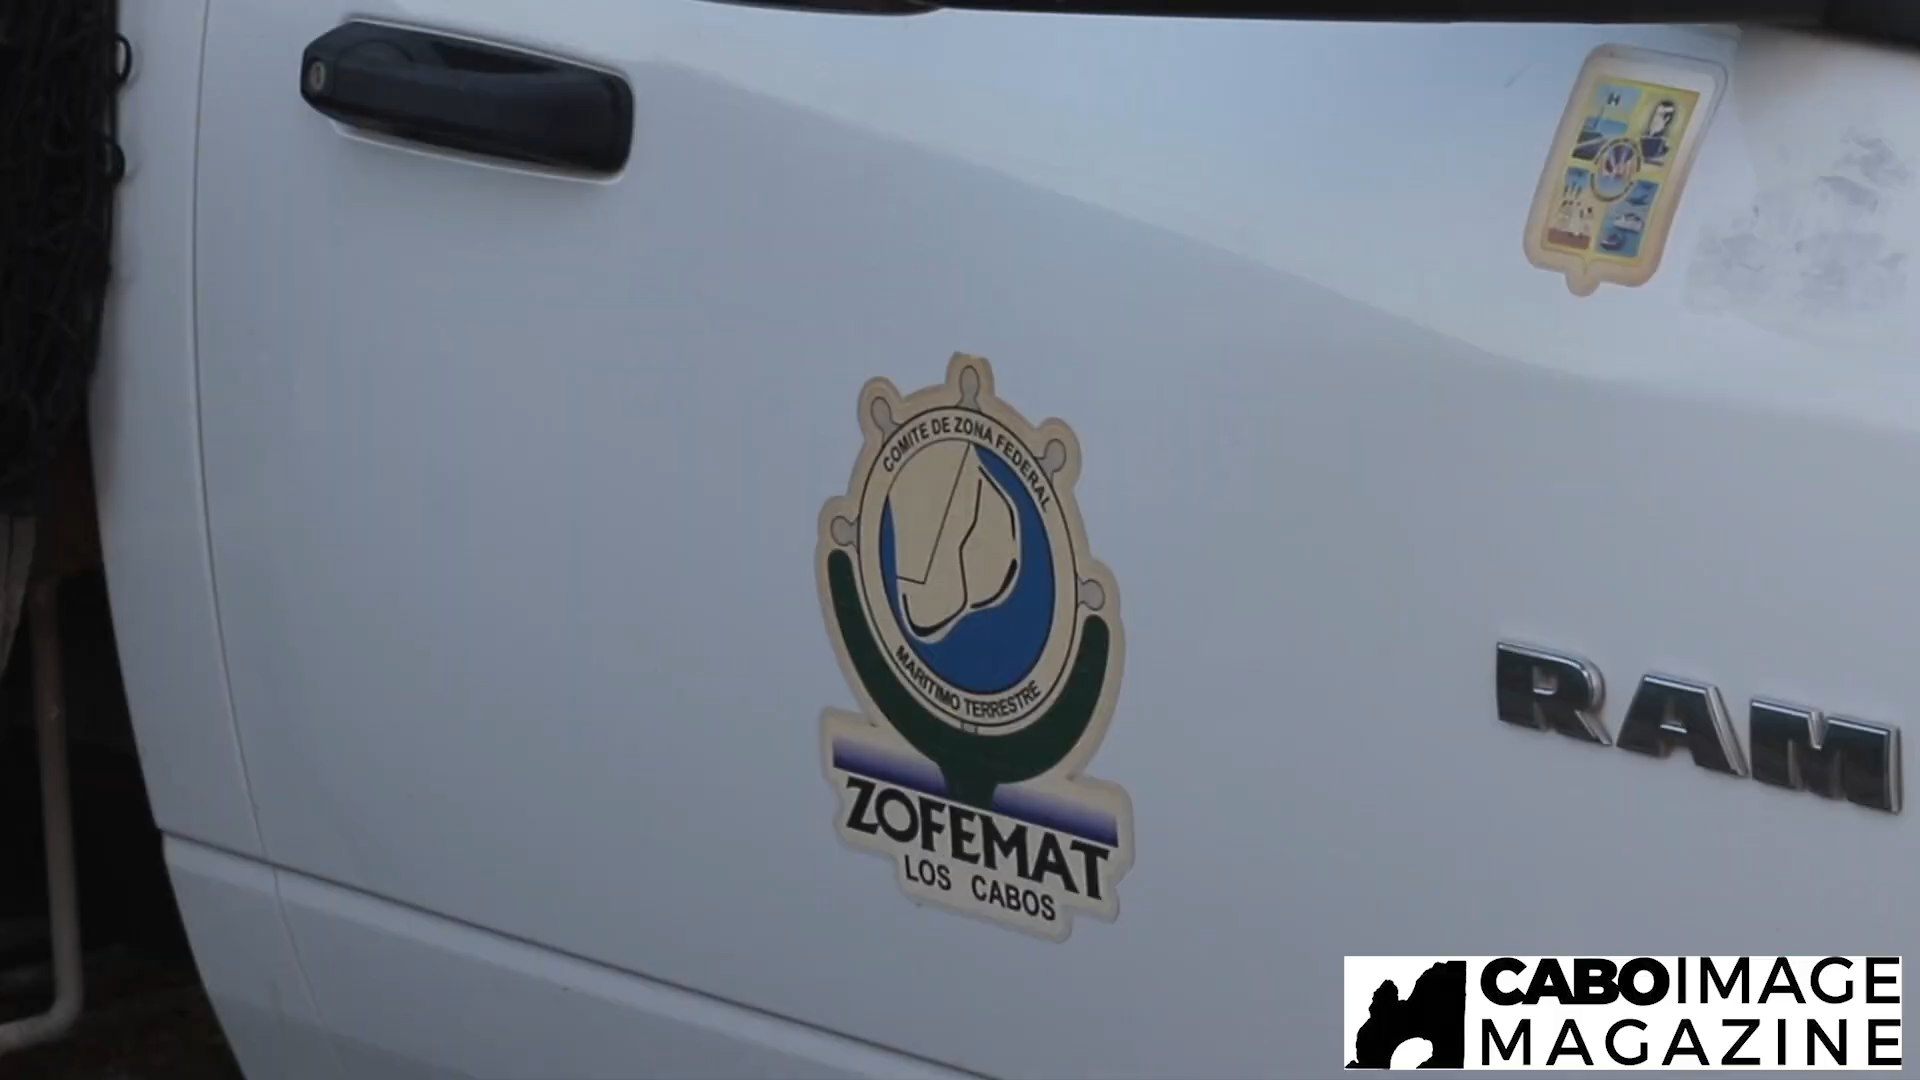 COMITE DE ZONA FEDERAL
MARITIMO TERRESTRE
ZOFEMAT
LOS CABOS
RAM
CABOIMAGE
MAGAZINE